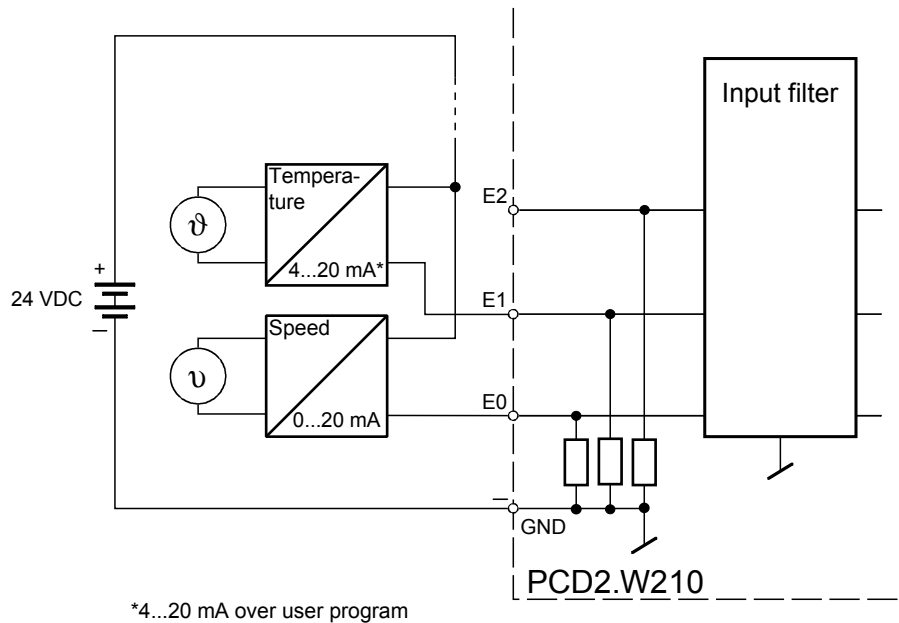 Input filter
Tempera-
ture
4...20 mA*
ϑ
E2
+
24 VDC
–
E1
Speed
0...20 mA
υ
E0
–
GND
PCD2.W210
*4...20 mA over user program